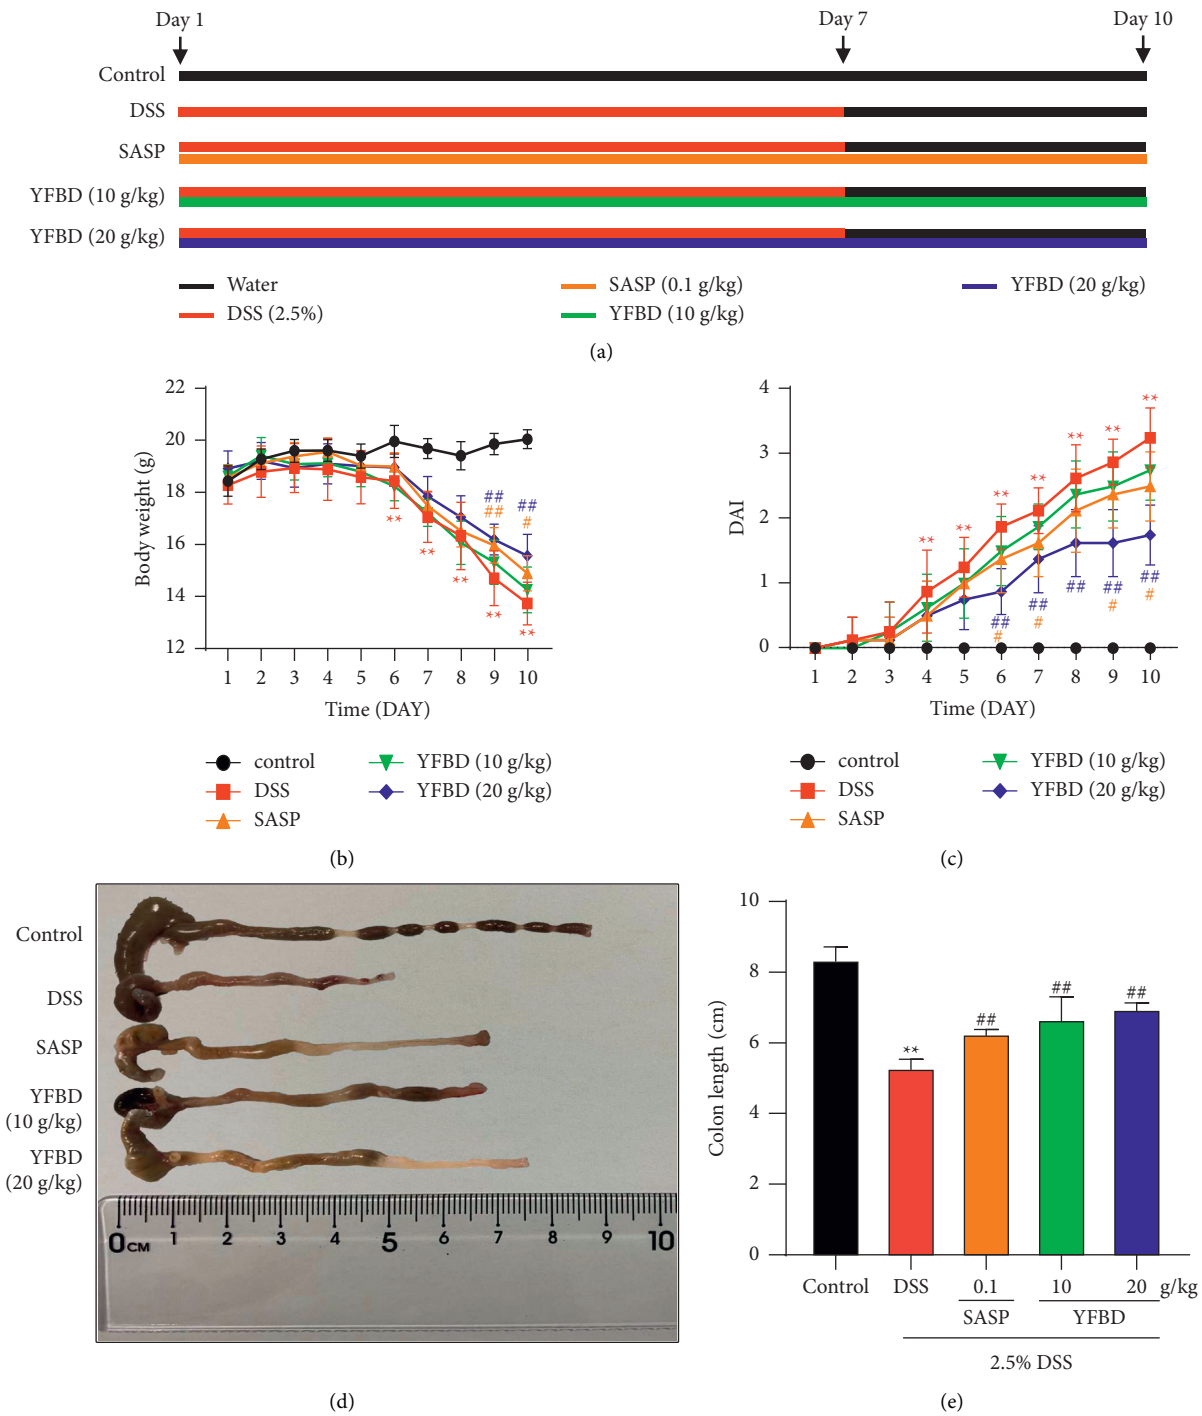 Day 1
Day 7
Day 10
Control
DSS
SASP
YFBD (10 g/kg)
YFBD (20 g/kg)
Water
SASP (0.1 g/kg)
YFBD (20 g/kg)
DSS (2.5%)
YFBD (10 g/kg)
(a)
22
20
18
16
14
12
Body weight (g)
##
##
##
#
**
**
**
**
**
1 2 3 4 5 6 7 8 9 10
Time (DAY)
control
YFBD (10 g/kg)
DSS
YFBD (20 g/kg)
SASP
(b)
4
3
2
1
0
DAI
**
**
**
**
**
**
**
##
#
##
#
##
##
#
##
#
1 2 3 4 5 6 7 8 9 10
Time (DAY)
control
YFBD (10 g/kg)
DSS
YFBD (20 g/kg)
SASP
(c)
Control
DSS
SASP
YFBD
(10 g/kg)
YFBD
(20 g/kg)
0CM 1 2 3 4 5 6 7 8 9 10
(d)
10
8
6
4
2
0
Colon length (cm)
**
##
##
##
Control DSS 0.1 10 20 g/kg
SASP YFBD
2.5% DSS
(e)